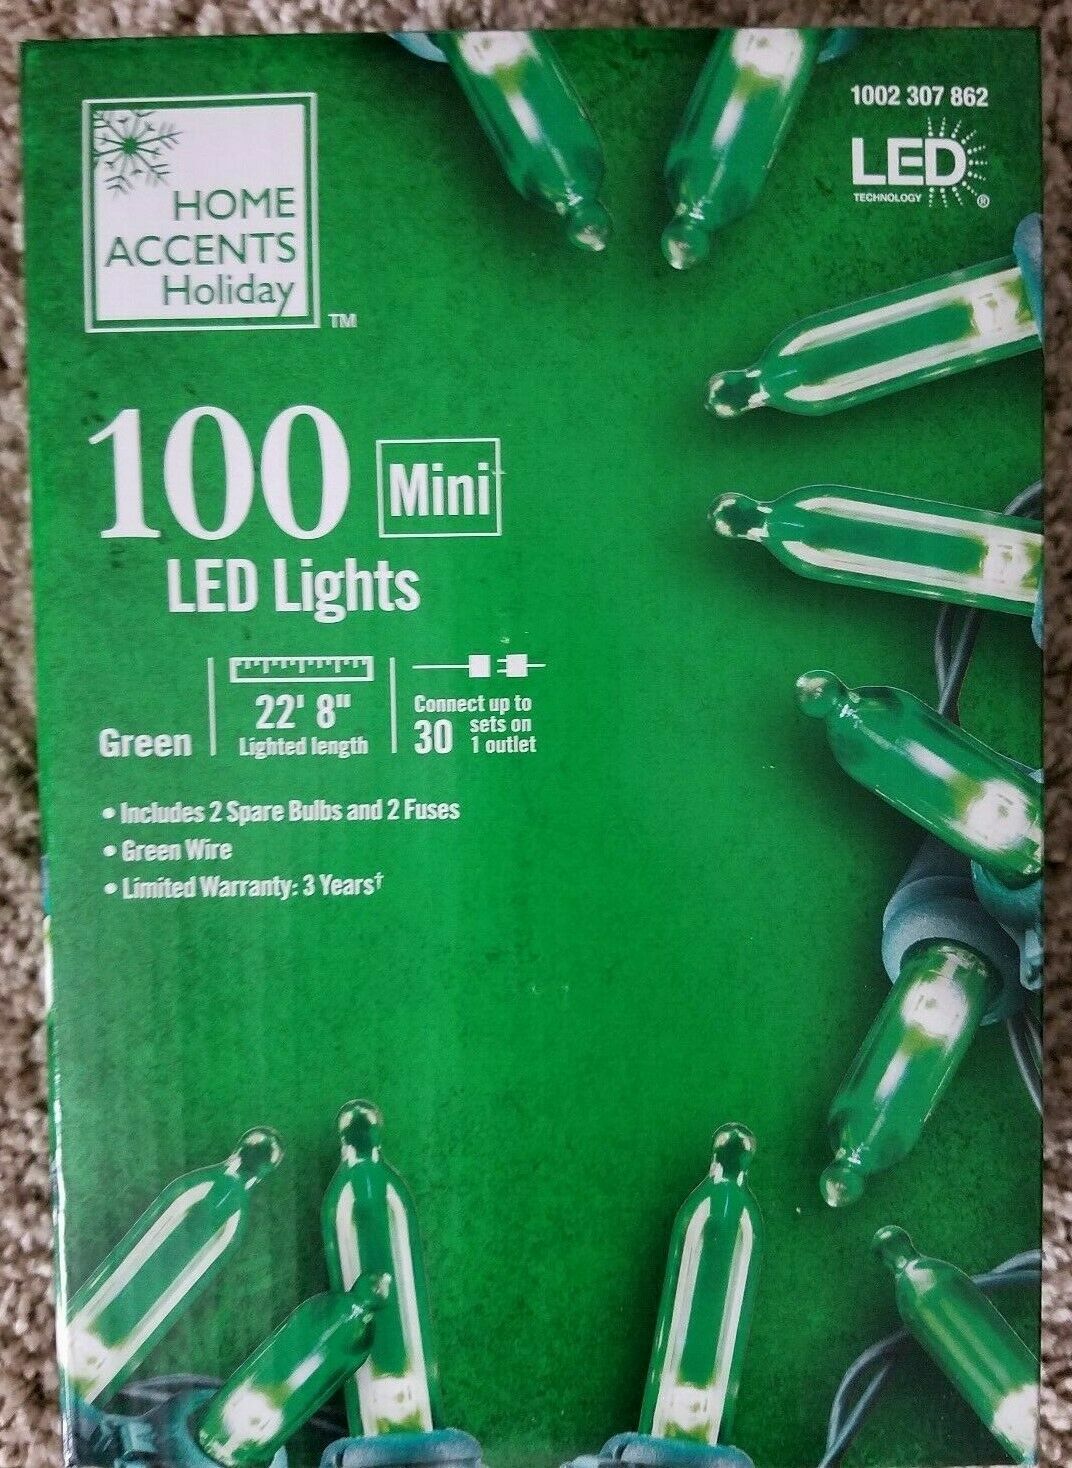 HOME
ACCENTS
Holiday
TM
1002 307 862
LED
TECHNOLOGY
®
100 Mini
LED Lights
Green
22' 8"
Lighted length
Connect up to
30 sets on
1 outlet
• Includes 2 Spare Bulbs and 2 Fuses
• Green Wire
• Limited Warranty: 3 Years†